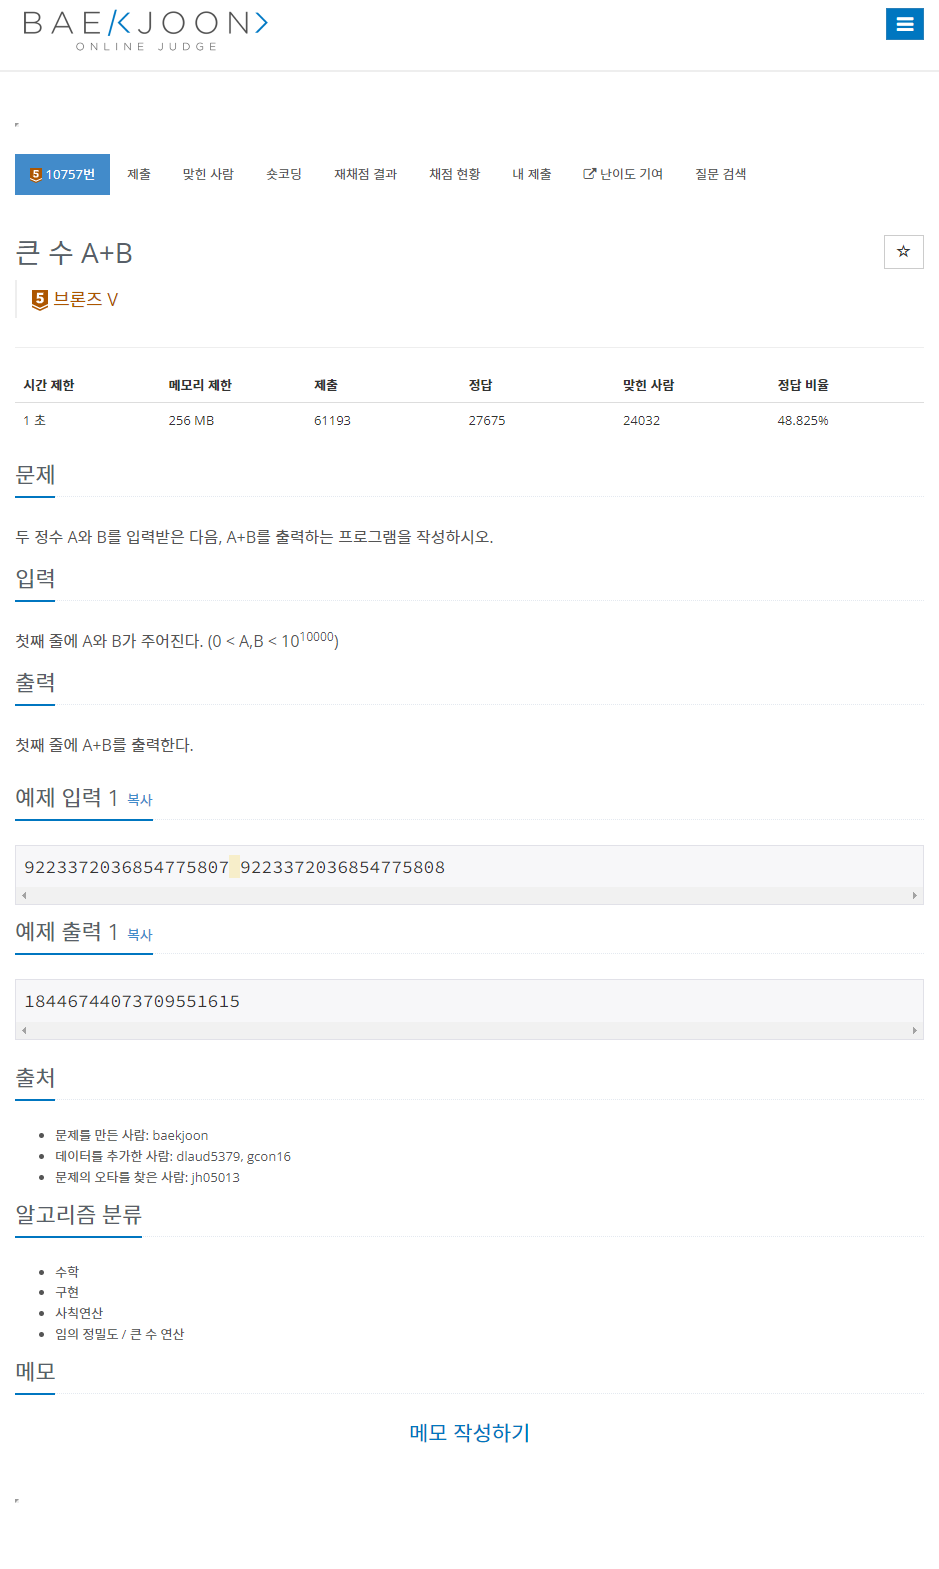 BAEKJOON>
ONLINE JUDGE
5 10757번 제출 맞힌 사람 숏코딩 재채점 결과 채점 현황 내 제출 난이도 기여 질문 검색
큰 수 A+B
5 브론즈 V
시간 제한 메모리 제한 제출 정답 맞힌 사람 정답 비율
1 초 256 MB 61193 27675 24032 48.825%
문제
두 정수 A와 B를 입력받은 다음, A+B를 출력하는 프로그램을 작성하시오.
입력
첫째 줄에 A와 B가 주어진다. (0 < A,B < 10^10000)
출력
첫째 줄에 A+B를 출력한다.
예제 입력 1 복사
9223372036854775807 9223372036854775808
예제 출력 1 복사
18446744073709551615
출처
문제를 만든 사람: baekjoon
데이터를 추가한 사람: dlaud5379, gcon16
문제의 오타를 찾은 사람: jh05013
알고리즘 분류
수학
구현
사칙연산
임의 정밀도 / 큰 수 연산
메모
메모 작성하기